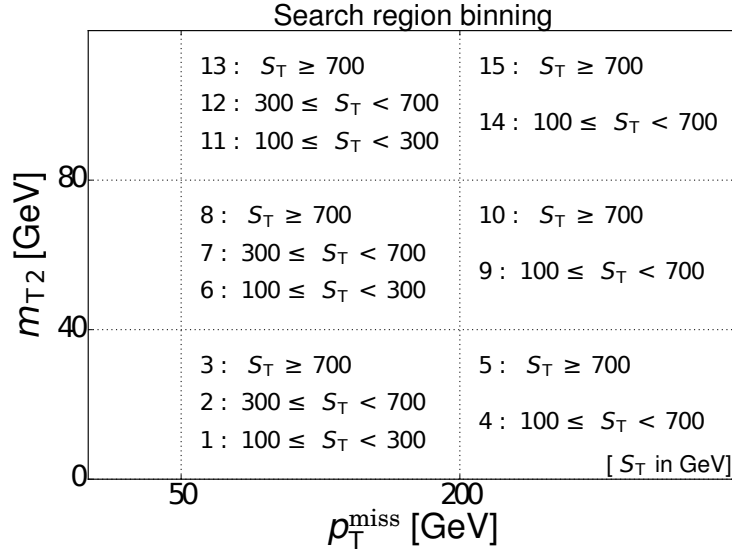 Search region binning
13 : S_T ≥ 700
12 : 300 ≤ S_T < 700
11 : 100 ≤ S_T < 300
15 : S_T ≥ 700
14 : 100 ≤ S_T < 700
80
8 : S_T ≥ 700
7 : 300 ≤ S_T < 700
6 : 100 ≤ S_T < 300
10 : S_T ≥ 700
9 : 100 ≤ S_T < 700
m_T2 [GeV]
40
3 : S_T ≥ 700
2 : 300 ≤ S_T < 700
1 : 100 ≤ S_T < 300
5 : S_T ≥ 700
4 : 100 ≤ S_T < 700
[ S_T in GeV]
0
50
200
p_T^miss [GeV]